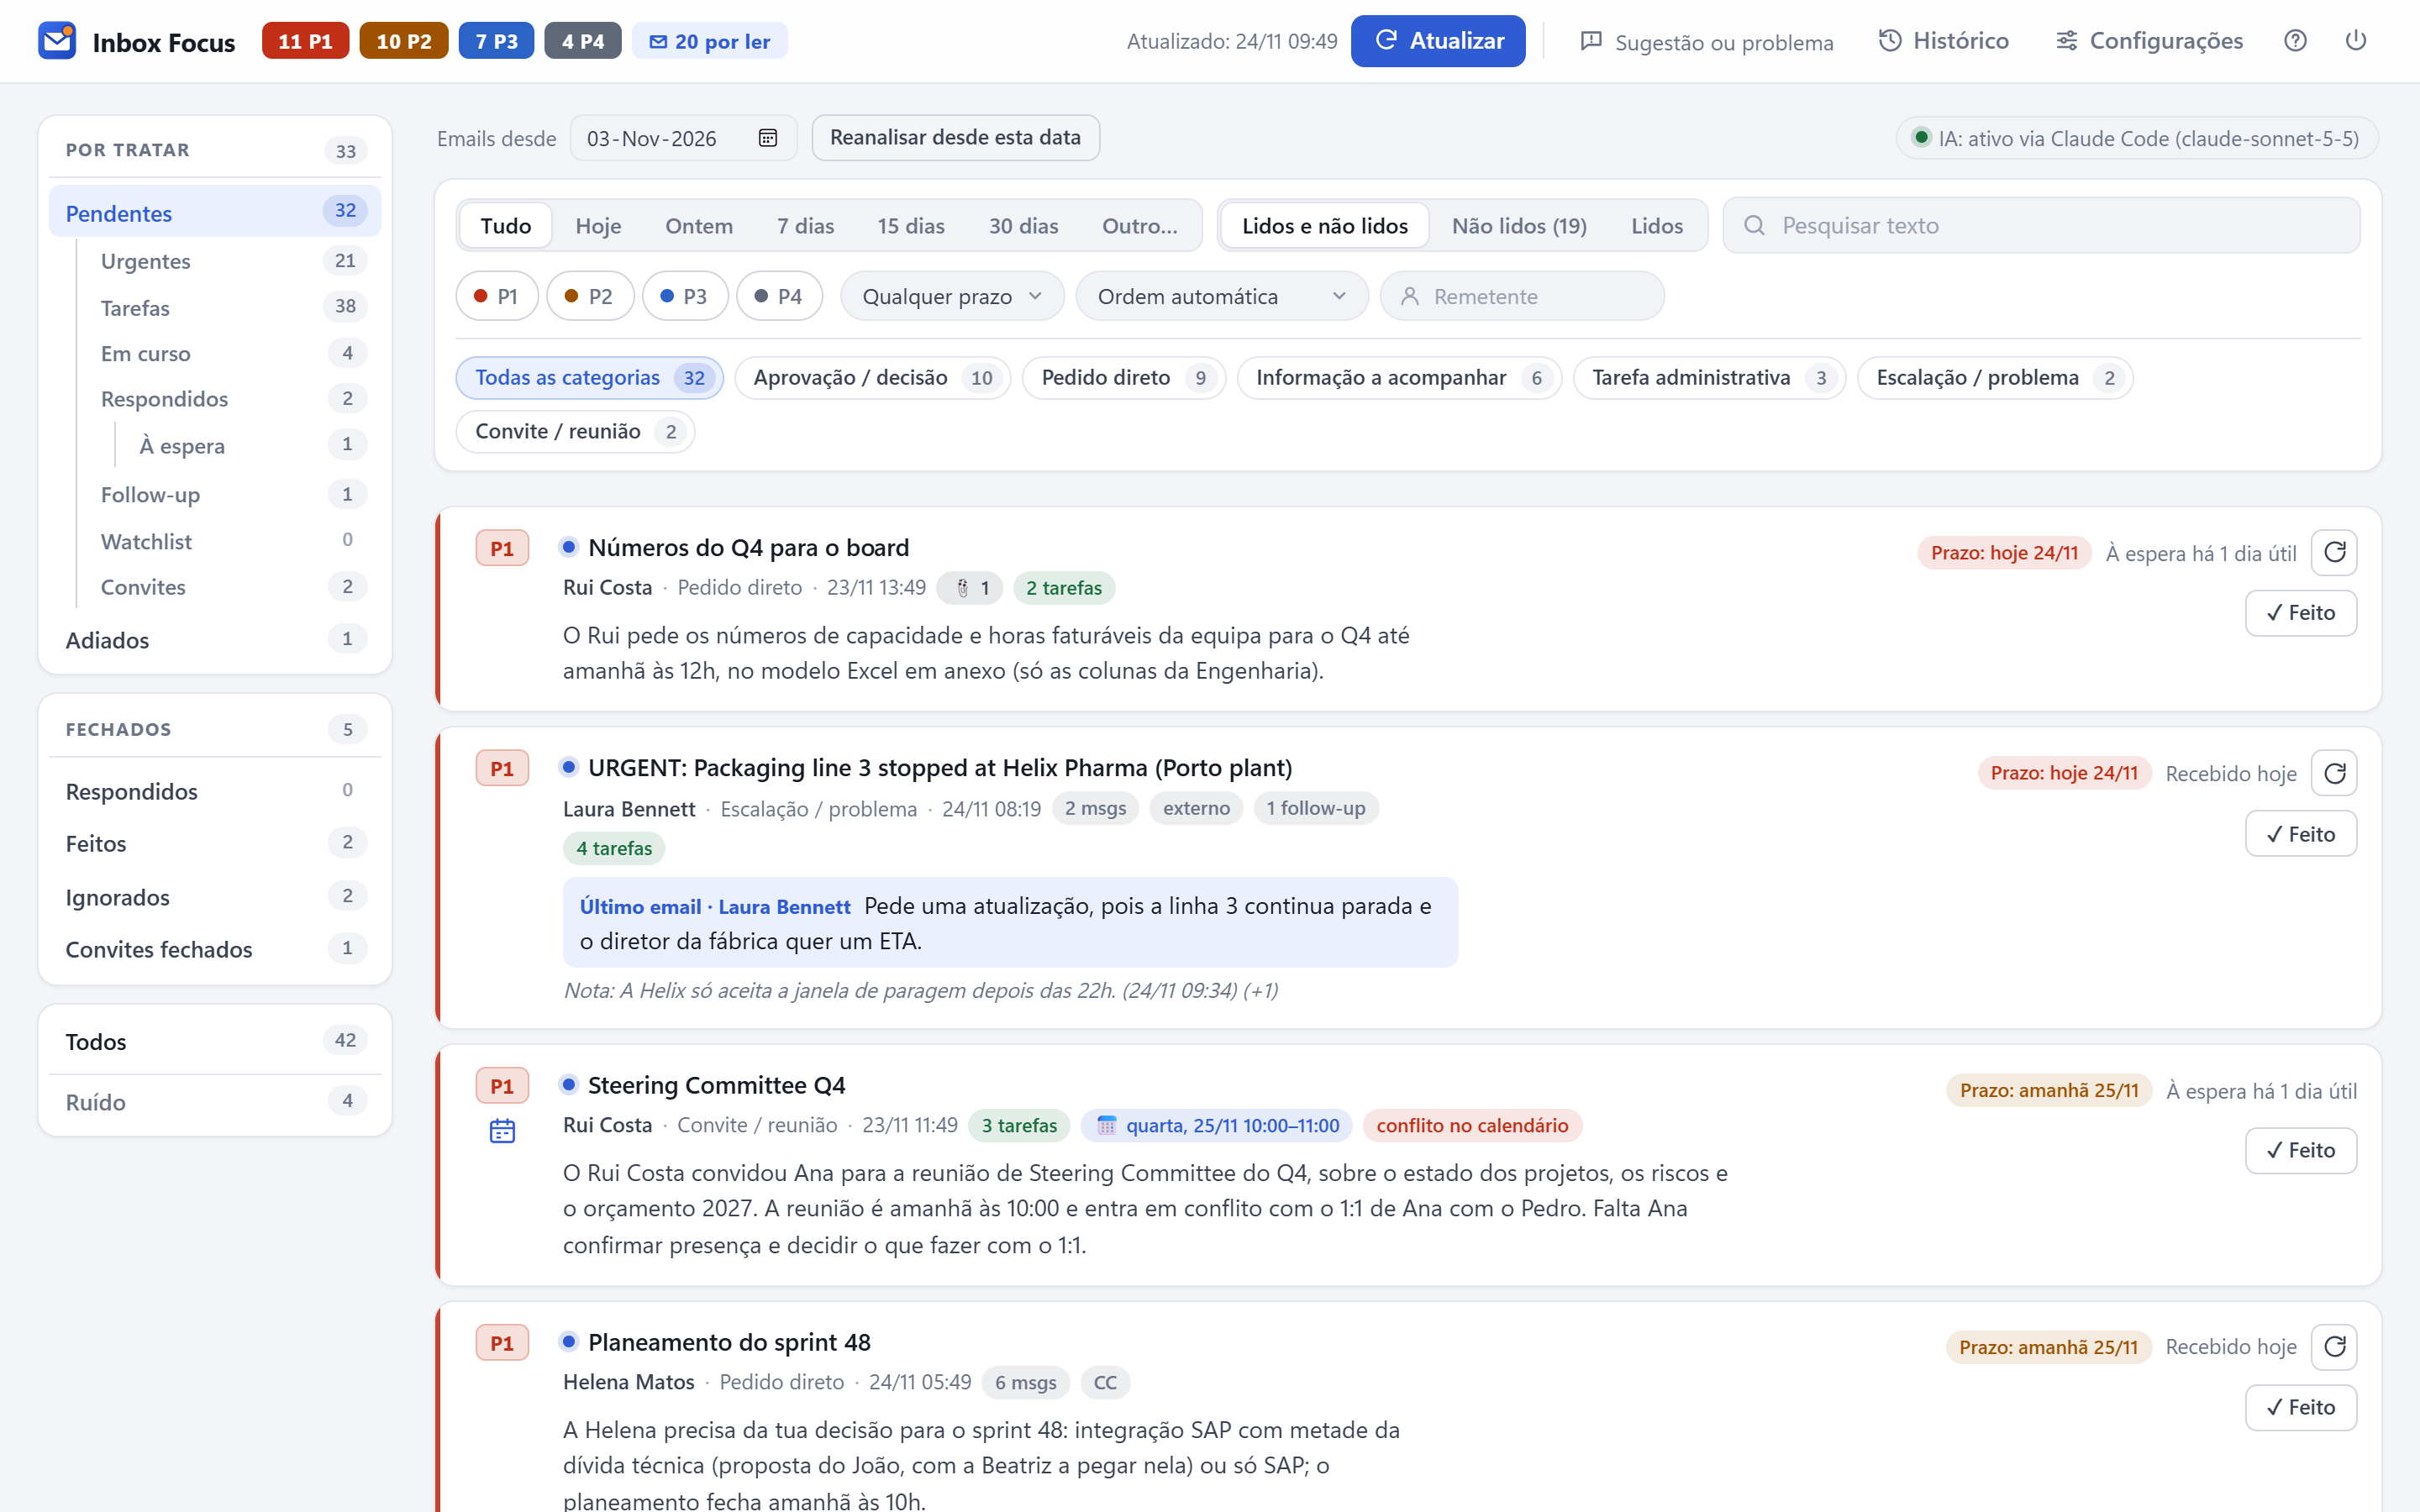 Inbox Focus 11 P1 10 P2 7 P3 4 P4 20 por ler Atualizado: 24/11 09:49 Atualizar Sugestão ou problema Histórico Configurações
POR TRATAR 33
Pendentes 32
Urgentes 21
Tarefas 38
Em curso 4
Respondidos 2
À espera 1
Follow-up 1
Watchlist 0
Convites 2
Adiados 1
FECHADOS 5
Respondidos 0
Feitos 2
Ignorados 2
Convites fechados 1
Todos 42
Ruído 4
Emails desde 03-Nov-2026 Reanalisar desde esta data IA: ativo via Claude Code (claude-sonnet-5-5)
Tudo Hoje Ontem 7 dias 15 dias 30 dias Outro... Lidos e não lidos Não lidos (19) Lidos Pesquisar texto
P1 P2 P3 P4 Qualquer prazo Ordem automática Remetente
Todas as categorias 32 Aprovação / decisão 10 Pedido direto 9 Informação a acompanhar 6 Tarefa administrativa 3 Escalação / problema 2
Convite / reunião 2
P1 Números do Q4 para o board Prazo: hoje 24/11 À espera há 1 dia útil
Rui Costa · Pedido direto · 23/11 13:49 1 2 tarefas
✓ Feito
O Rui pede os números de capacidade e horas faturáveis da equipa para o Q4 até
amanhã às 12h, no modelo Excel em anexo (só as colunas da Engenharia).
P1 URGENT: Packaging line 3 stopped at Helix Pharma (Porto plant) Prazo: hoje 24/11 Recebido hoje
Laura Bennett · Escalação / problema · 24/11 08:19 2 msgs externo 1 follow-up
✓ Feito
4 tarefas
Último email · Laura Bennett Pede uma atualização, pois a linha 3 continua parada e
o diretor da fábrica quer um ETA.
Nota: A Helix só aceita a janela de paragem depois das 22h. (24/11 09:34) (+1)
P1 Steering Committee Q4 Prazo: amanhã 25/11 À espera há 1 dia útil
Rui Costa · Convite / reunião · 23/11 11:49 3 tarefas quarta, 25/11 10:00–11:00 conflito no calendário
✓ Feito
O Rui Costa convidou Ana para a reunião de Steering Committee do Q4, sobre o estado dos projetos, os riscos e
o orçamento 2027. A reunião é amanhã às 10:00 e entra em conflito com o 1:1 de Ana com o Pedro. Falta Ana
confirmar presença e decidir o que fazer com o 1:1.
P1 Planeamento do sprint 48 Prazo: amanhã 25/11 Recebido hoje
Helena Matos · Pedido direto · 24/11 05:49 6 msgs CC
✓ Feito
A Helena precisa da tua decisão para o sprint 48: integração SAP com metade da
dívida técnica (proposta do João, com a Beatriz a pegar nela) ou só SAP; o
planeamento fecha amanhã às 10h.